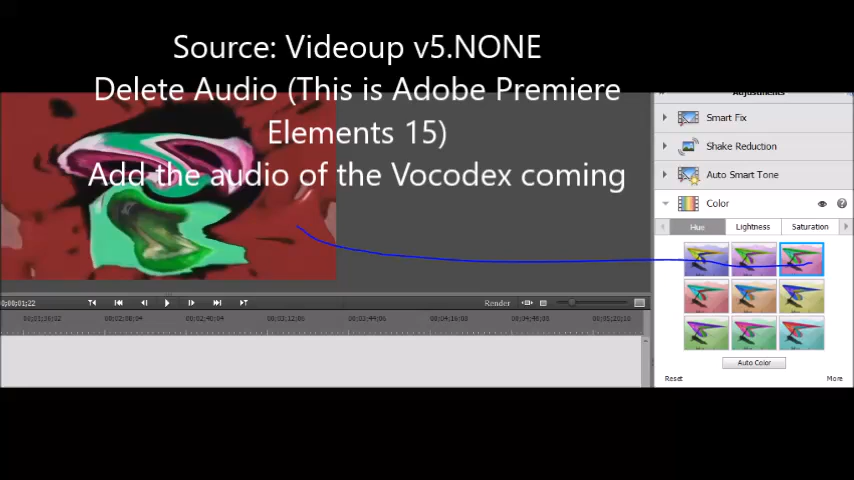 Source: Videoup v5.NONE
Delete Audio (This is Adobe Premiere
Elements 15)
Add the audio of the Vocodex coming
Adjustments
Smart Fix
Shake Reduction
Auto Smart Tone
Color
Hue
Lightness
Saturation
Auto Color
Reset
More
Render